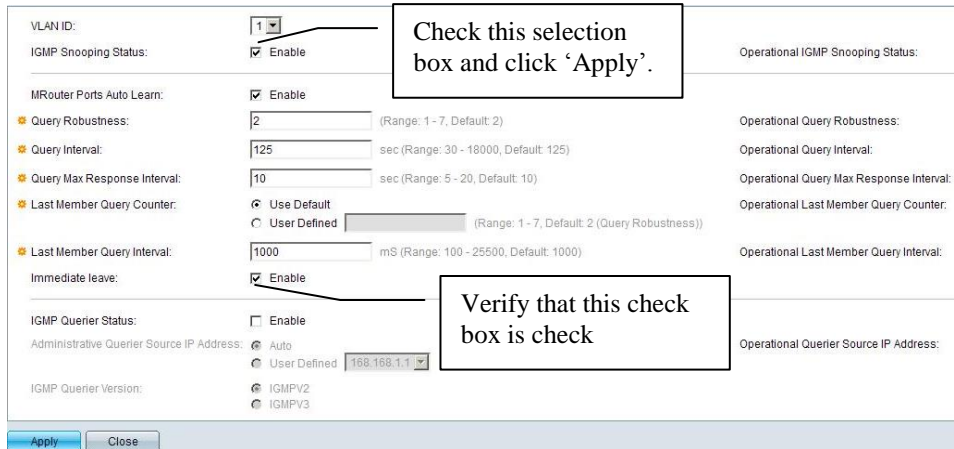 VLAN ID: 1
Check this selection
box and click ‘Apply’.
IGMP Snooping Status: Enable Operational IGMP Snooping Status:
MRouter Ports Auto Learn: Enable
Query Robustness: 2 (Range: 1 - 7, Default: 2) Operational Query Robustness:
Query Interval: 125 sec (Range: 30 - 18000, Default: 125) Operational Query Interval:
Query Max Response Interval: 10 sec (Range: 5 - 20, Default: 10) Operational Query Max Response Interval:
Last Member Query Counter: Use Default Operational Last Member Query Counter:
User Defined (Range: 1 - 7, Default: 2 (Query Robustness))
Last Member Query Interval: 1000 mS (Range: 100 - 25500, Default: 1000) Operational Last Member Query Interval:
Immediate leave: Enable
Verify that this check
box is check
IGMP Querier Status: Enable
Administrative Querier Source IP Address: Auto Operational Querier Source IP Address:
User Defined 168.168.1.1
IGMP Querier Version: IGMPV2
IGMPV3
Apply Close